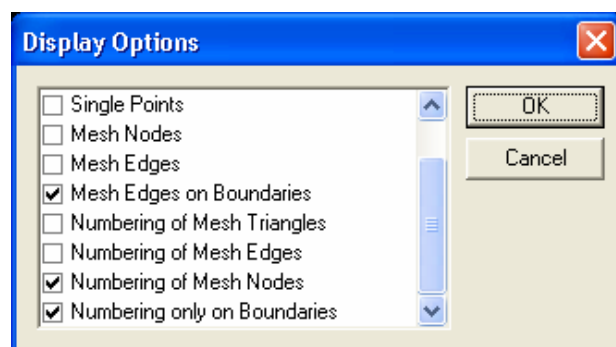 Display Options
Single Points
OK
Mesh Nodes
Mesh Edges
Cancel
Mesh Edges on Boundaries
Numbering of Mesh Triangles
Numbering of Mesh Edges
Numbering of Mesh Nodes
Numbering only on Boundaries